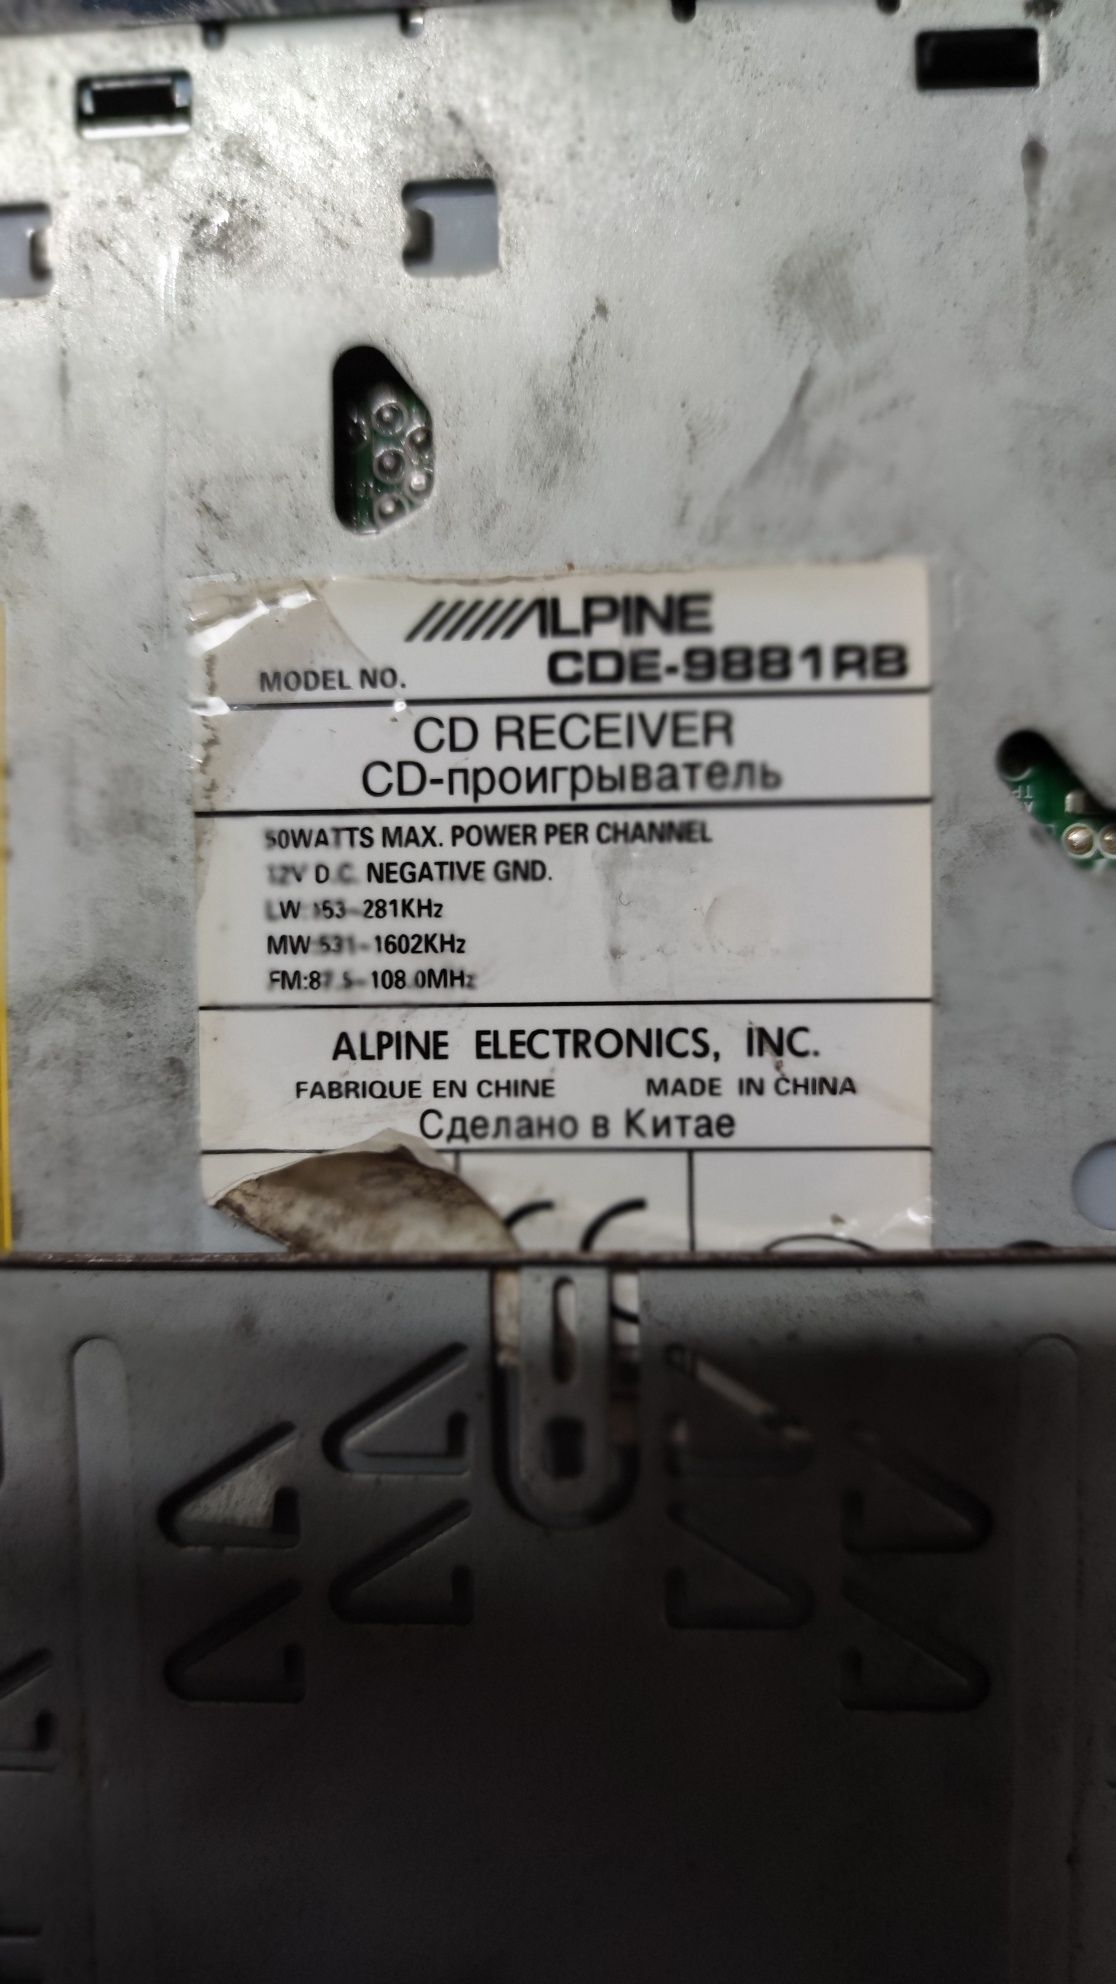 ALPINE
MODEL NO. CDE-9881RB
CD RECEIVER
CD-проигрыватель
50WATTS MAX. POWER PER CHANNEL
12V D.C. NEGATIVE GND.
LW:153-281KHz
MW:531-1602KHz
FM:87.5-108.0MHz
ALPINE ELECTRONICS, INC.
FABRIQUE EN CHINE MADE IN CHINA
Сделано в Китае